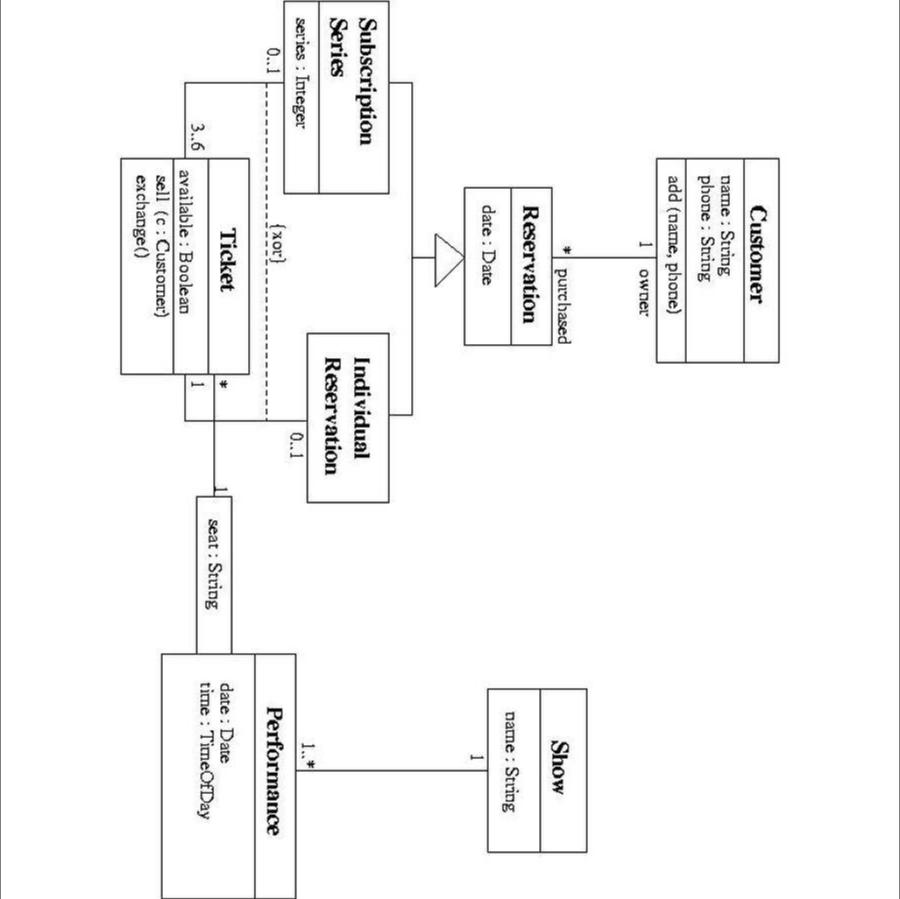 Customer
name : String
phone : String
add (name, phone)
1
owner
*
purchased
Reservation
date : Date
Subscription
Series
series : Integer
0..1
3..6
{xor}
Individual
Reservation
0..1
1
Ticket
available : Boolean
sell (c : Customer)
exchange()
*
1
seat : String
Show
name : String
1
1..*
Performance
date : Date
time : TimeOfDay